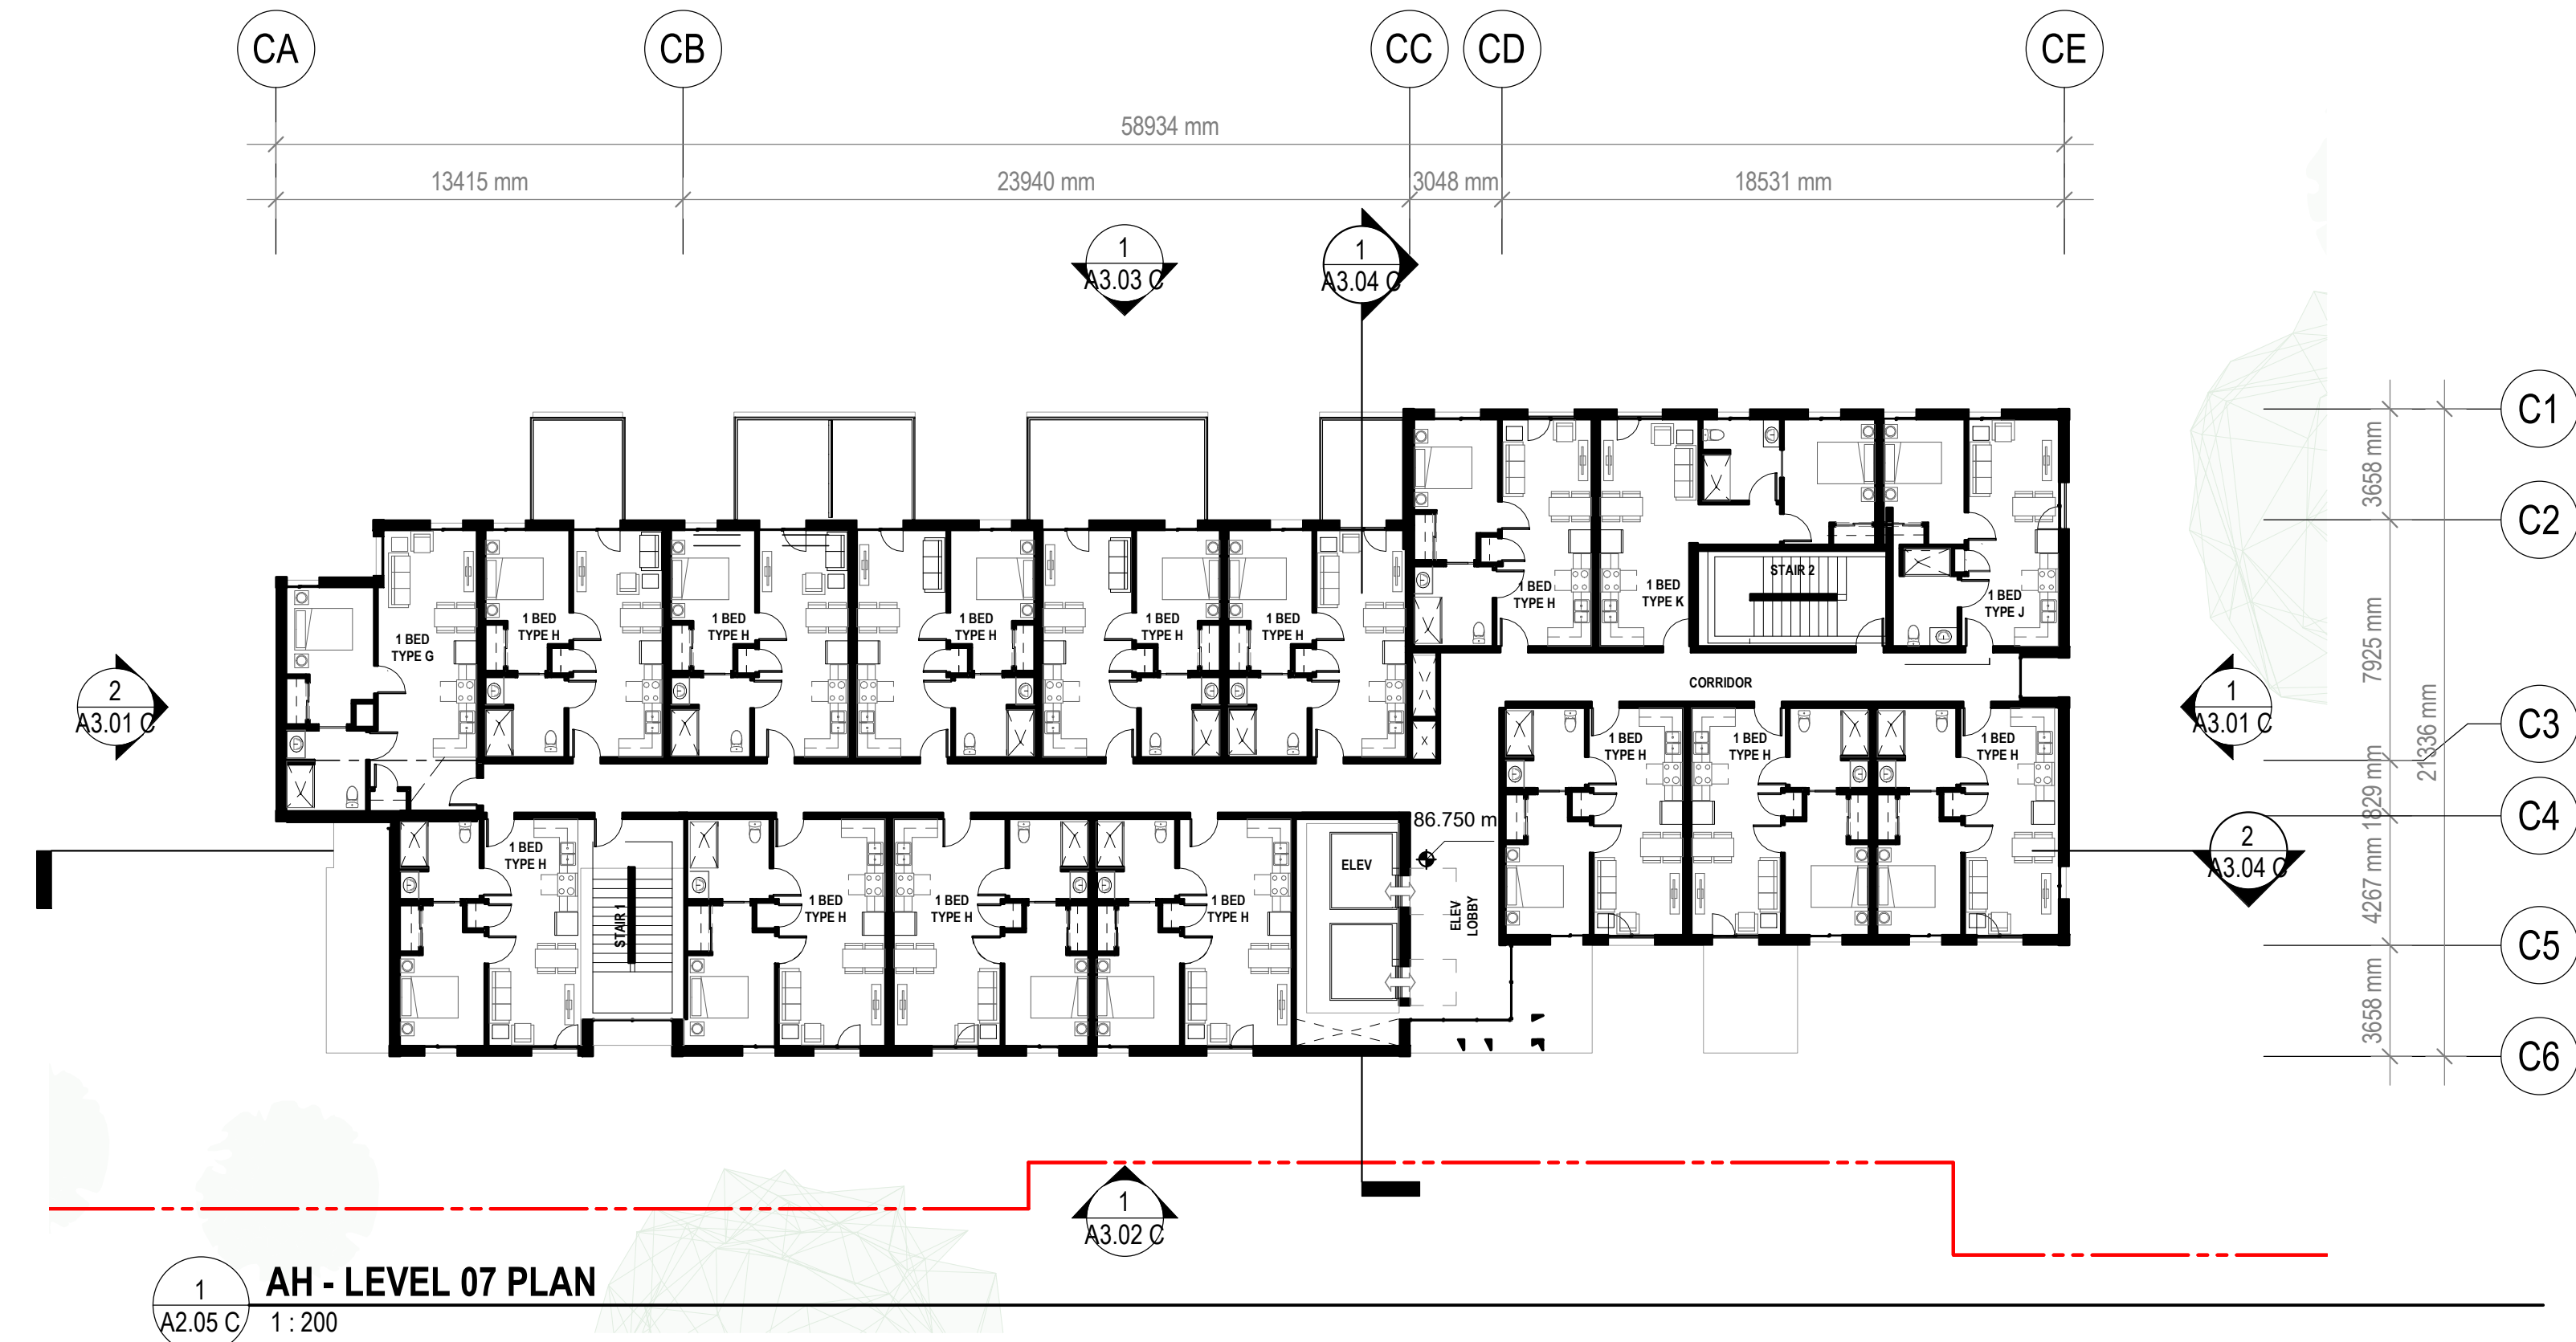 CA
CB
CC
CD
CE
58934 mm
13415 mm
23940 mm
3048 mm
18531 mm
1
A3.03 C
1
A3.04 C
C1
C2
C3
C4
C5
C6
3658 mm
7925 mm
1829 mm
4267 mm
3658 mm
21336 mm
1 BED
TYPE H
1 BED
TYPE K
STAIR 2
1 BED
TYPE J
1 BED
TYPE G
1 BED
TYPE H
1 BED
TYPE H
1 BED
TYPE H
1 BED
TYPE H
1 BED
TYPE H
2
A3.01 C
CORRIDOR
1
A3.01 C
1 BED
TYPE H
1 BED
TYPE H
1 BED
TYPE H
86.750 m
1 BED
TYPE H
STAIR 1
1 BED
TYPE H
1 BED
TYPE H
1 BED
TYPE H
ELEV
ELEV
LOBBY
2
A3.04 C
1
A3.02 C
1
A2.05 C
AH - LEVEL 07 PLAN
1 : 200